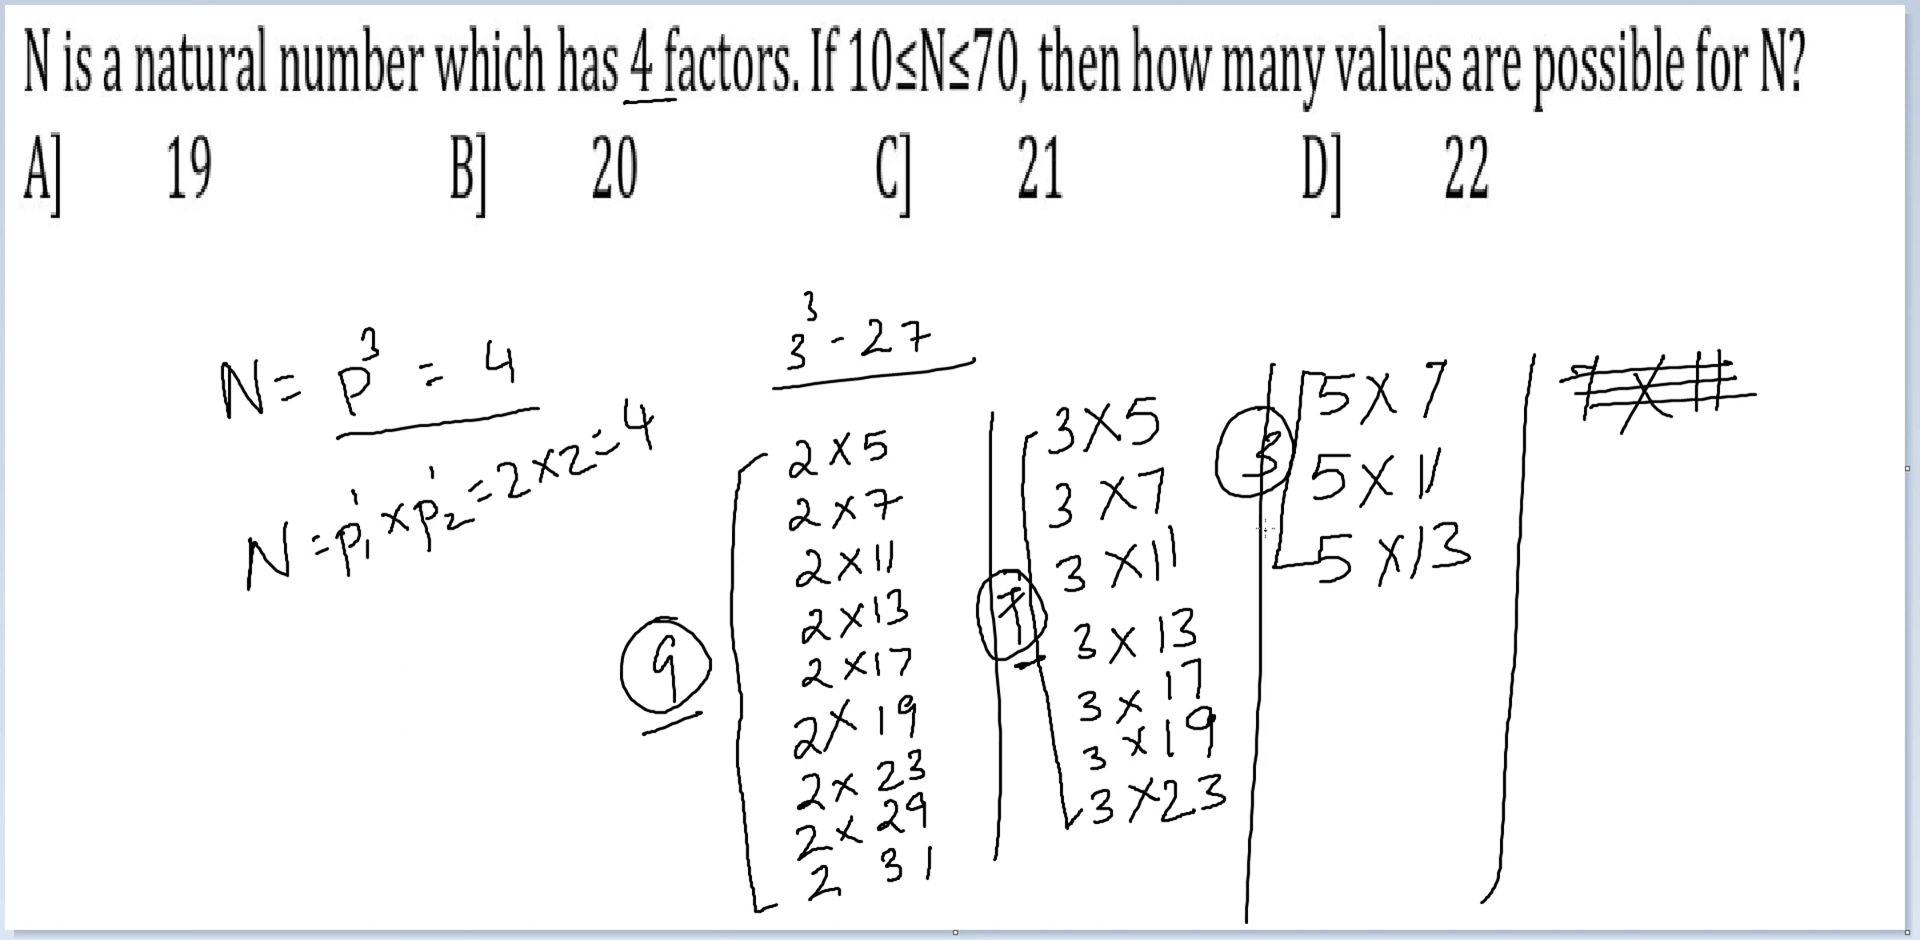 N is a natural number which has 4 factors. If 10≤N≤70, then how many values are possible for N?
A] 19 B] 20 C] 21 D] 22
N = p³ = 4
N = p₁¹ × p₂¹ = 2×2 = 4
3³ - 27
9
2 × 5
2 × 7
2 × 11
2 × 13
2 × 17
2 × 19
2 × 23
2 × 29
2 31
7
3 × 5
3 × 7
3 × 11
3 × 13
3 × 17
3 × 19
3 × 23
3
5 × 7
5 × 11
5 × 13
7 × 11